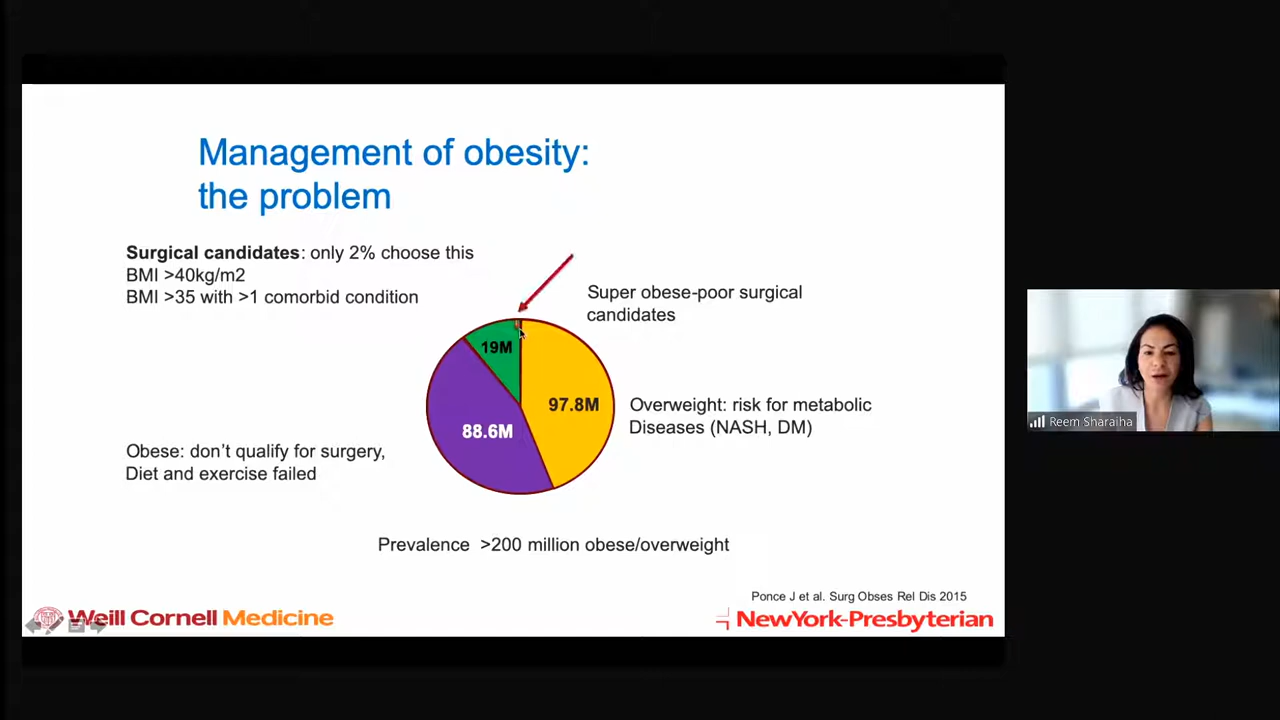 Management of obesity:
the problem
Surgical candidates: only 2% choose this
BMI >40kg/m2
BMI >35 with >1 comorbid condition
Super obese-poor surgical
candidates
19M
97.8M
88.6M
Overweight: risk for metabolic
Diseases (NASH, DM)
Obese: don't qualify for surgery,
Diet and exercise failed
Prevalence >200 million obese/overweight
Ponce J et al. Surg Obses Rel Dis 2015
Weill Cornell Medicine
NewYork-Presbyterian
Reem Sharaiha